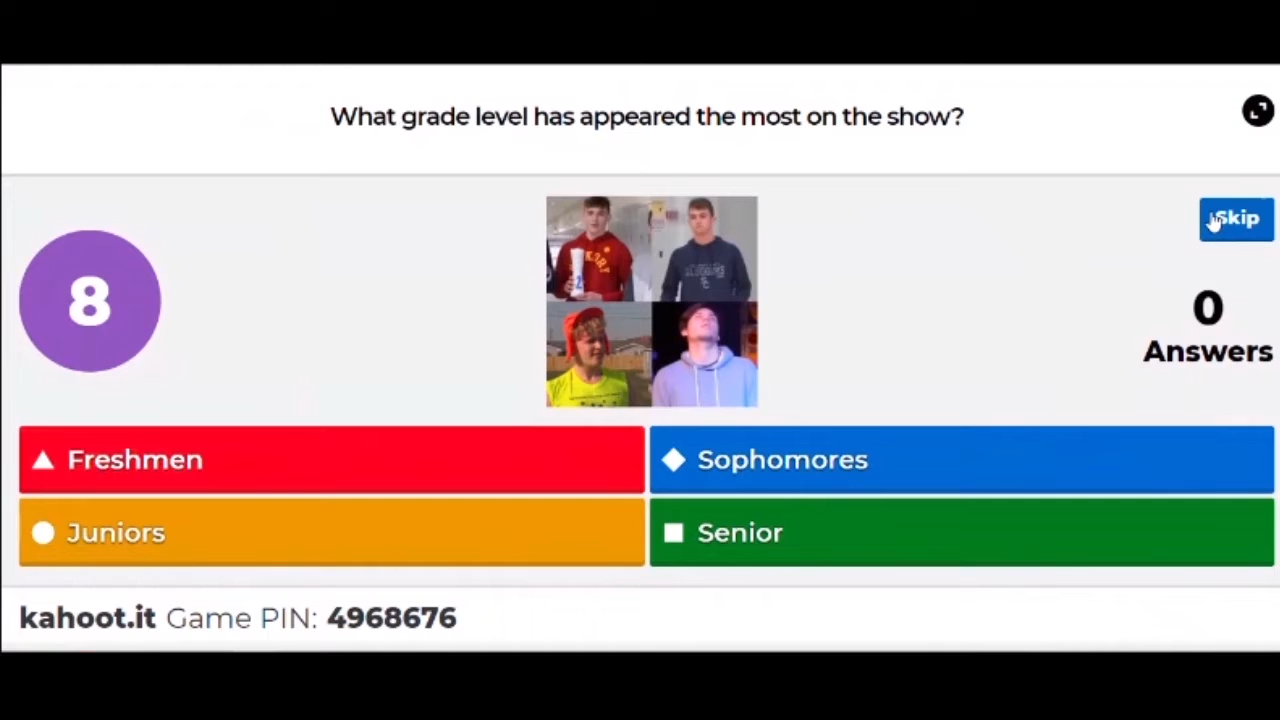 What grade level has appeared the most on the show?
Skip
8
0
Answers
Freshmen
Sophomores
Juniors
Senior
kahoot.it Game PIN: 4968676